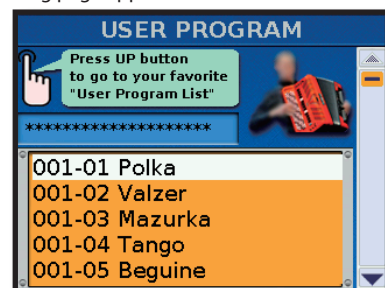 USER PROGRAM
Press UP button
to go to your favorite
"User Program List"
********************
001-01 Polka
001-02 Valzer
001-03 Mazurka
001-04 Tango
001-05 Beguine